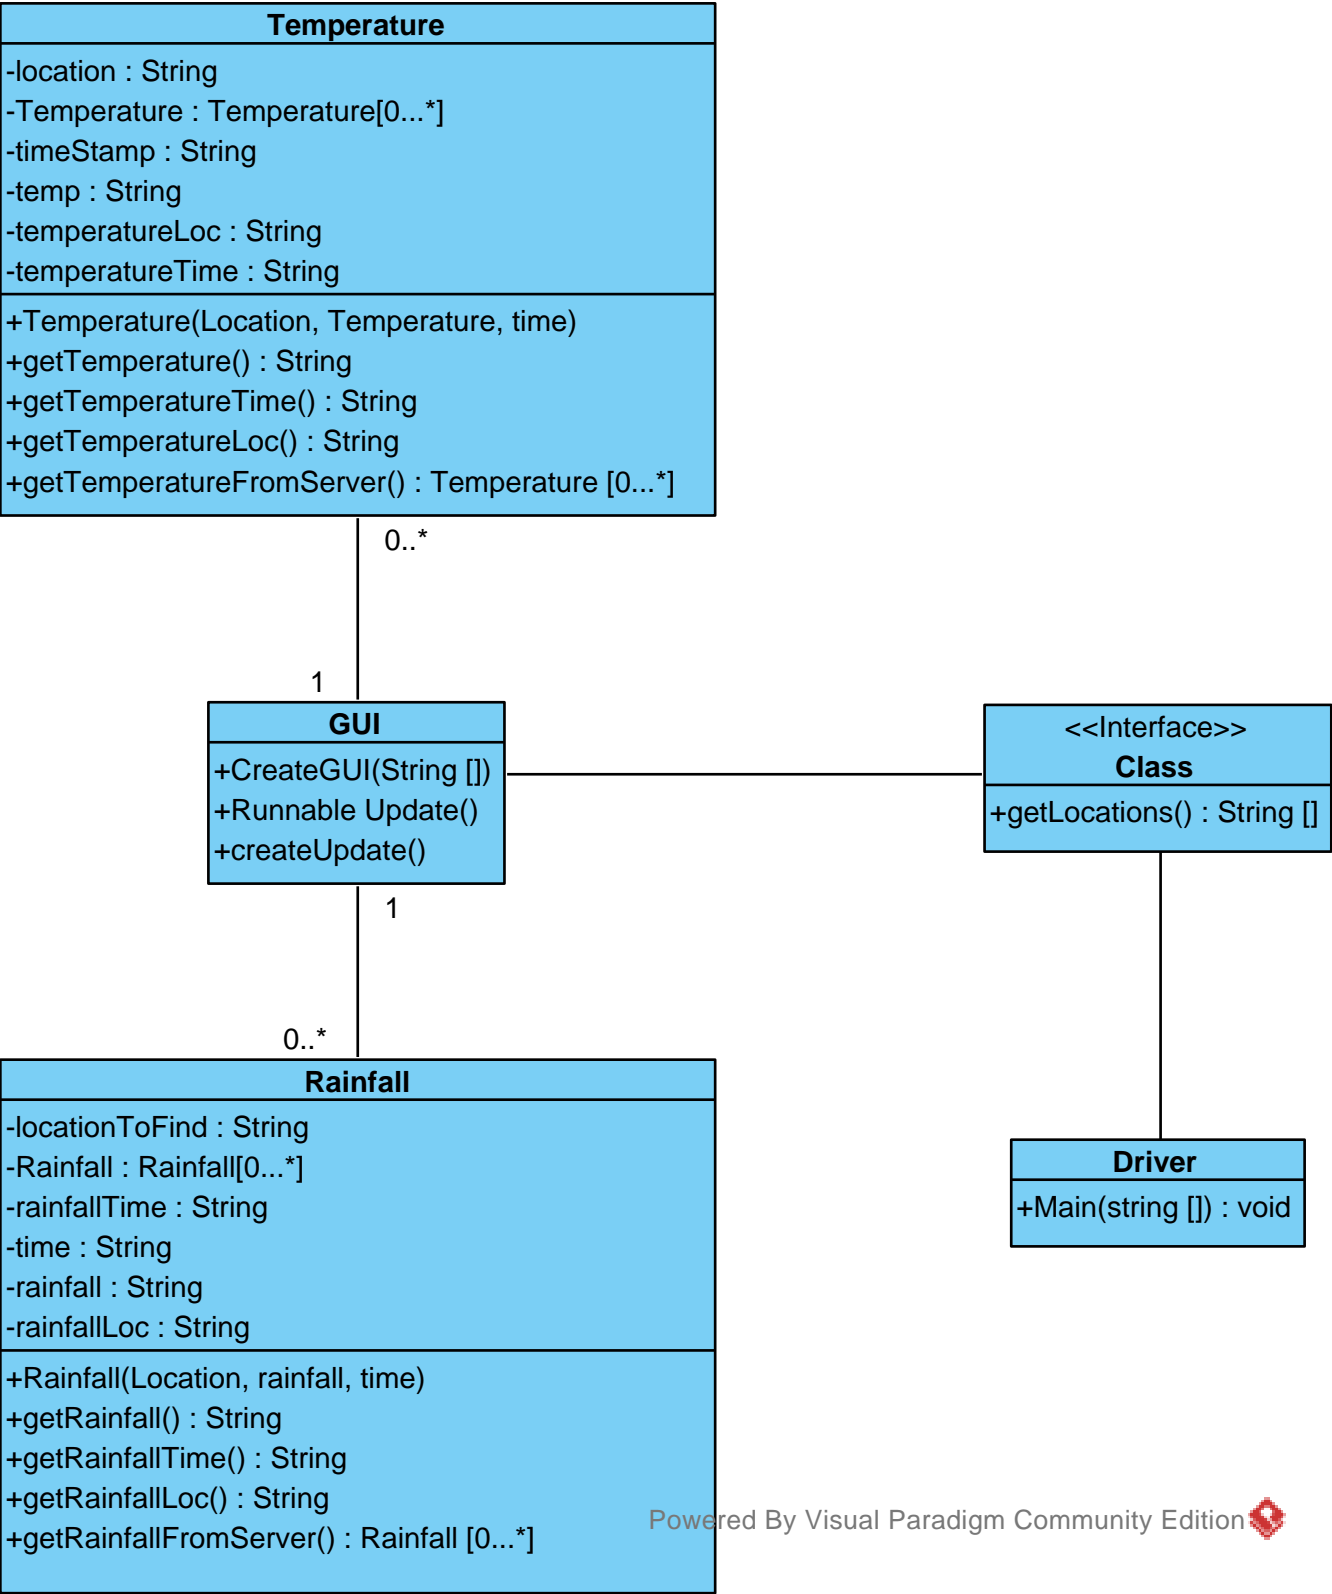 Temperature
-location : String
-Temperature : Temperature[0...*]
-timeStamp : String
-temp : String
-temperatureLoc : String
-temperatureTime : String
+Temperature(Location, Temperature, time)
+getTemperature() : String
+getTemperatureTime() : String
+getTemperatureLoc() : String
+getTemperatureFromServer() : Temperature [0...*]
0..*
1
GUI
+CreateGUI(String [])
+Runnable Update()
+createUpdate()
<<Interface>>
Class
+getLocations() : String []
1
0..*
Rainfall
-locationToFind : String
-Rainfall : Rainfall[0...*]
-rainfallTime : String
-time : String
-rainfall : String
-rainfallLoc : String
+Rainfall(Location, rainfall, time)
+getRainfall() : String
+getRainfallTime() : String
+getRainfallLoc() : String
+getRainfallFromServer() : Rainfall [0...*]
Driver
+Main(string []) : void
Powered By Visual Paradigm Community Edition